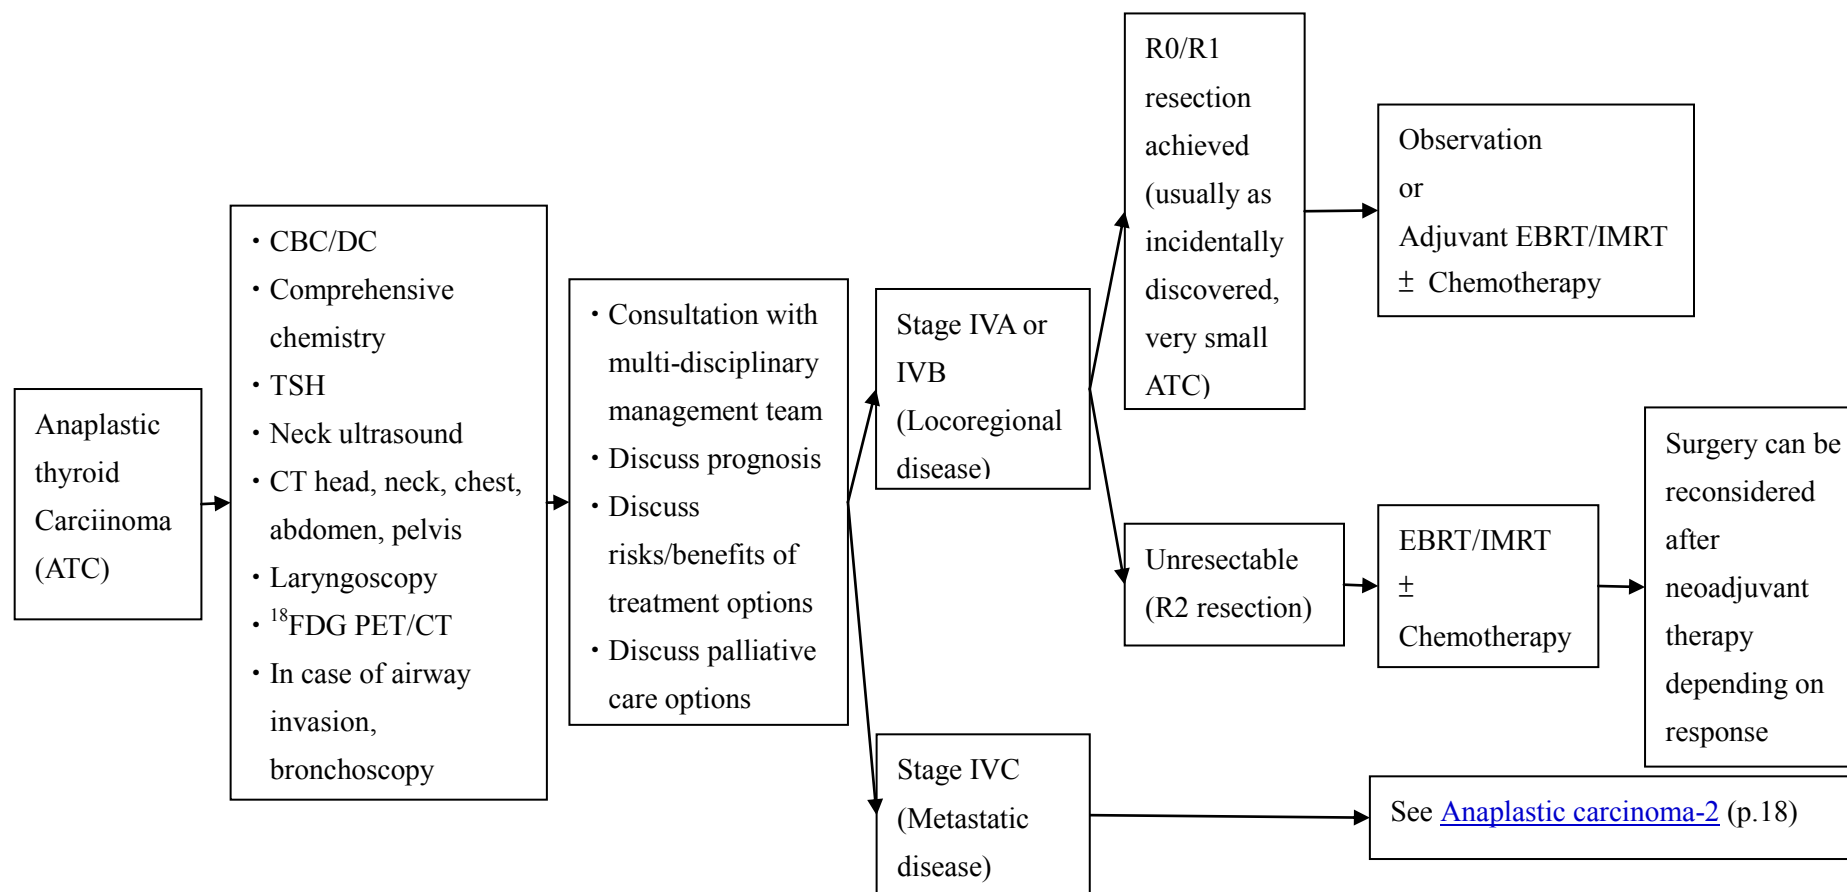 Anaplastic
thyroid
Carciinoma
(ATC)
・CBC/DC
・Comprehensive
chemistry
・TSH
・Neck ultrasound
・CT head, neck, chest,
abdomen, pelvis
・Laryngoscopy
・¹⁸FDG PET/CT
・In case of airway
invasion,
bronchoscopy
・Consultation with
multi-disciplinary
management team
・Discuss prognosis
・Discuss
risks/benefits of
treatment options
・Discuss palliative
care options
Stage IVA or
IVB
(Locoregional
disease)
R0/R1
resection
achieved
(usually as
incidentally
discovered,
very small
ATC)
Observation
or
Adjuvant EBRT/IMRT
± Chemotherapy
Unresectable
(R2 resection)
EBRT/IMRT
±
Chemotherapy
Surgery can be
reconsidered
after
neoadjuvant
therapy
depending on
response
Stage IVC
(Metastatic
disease)
See Anaplastic carcinoma-2 (p.18)